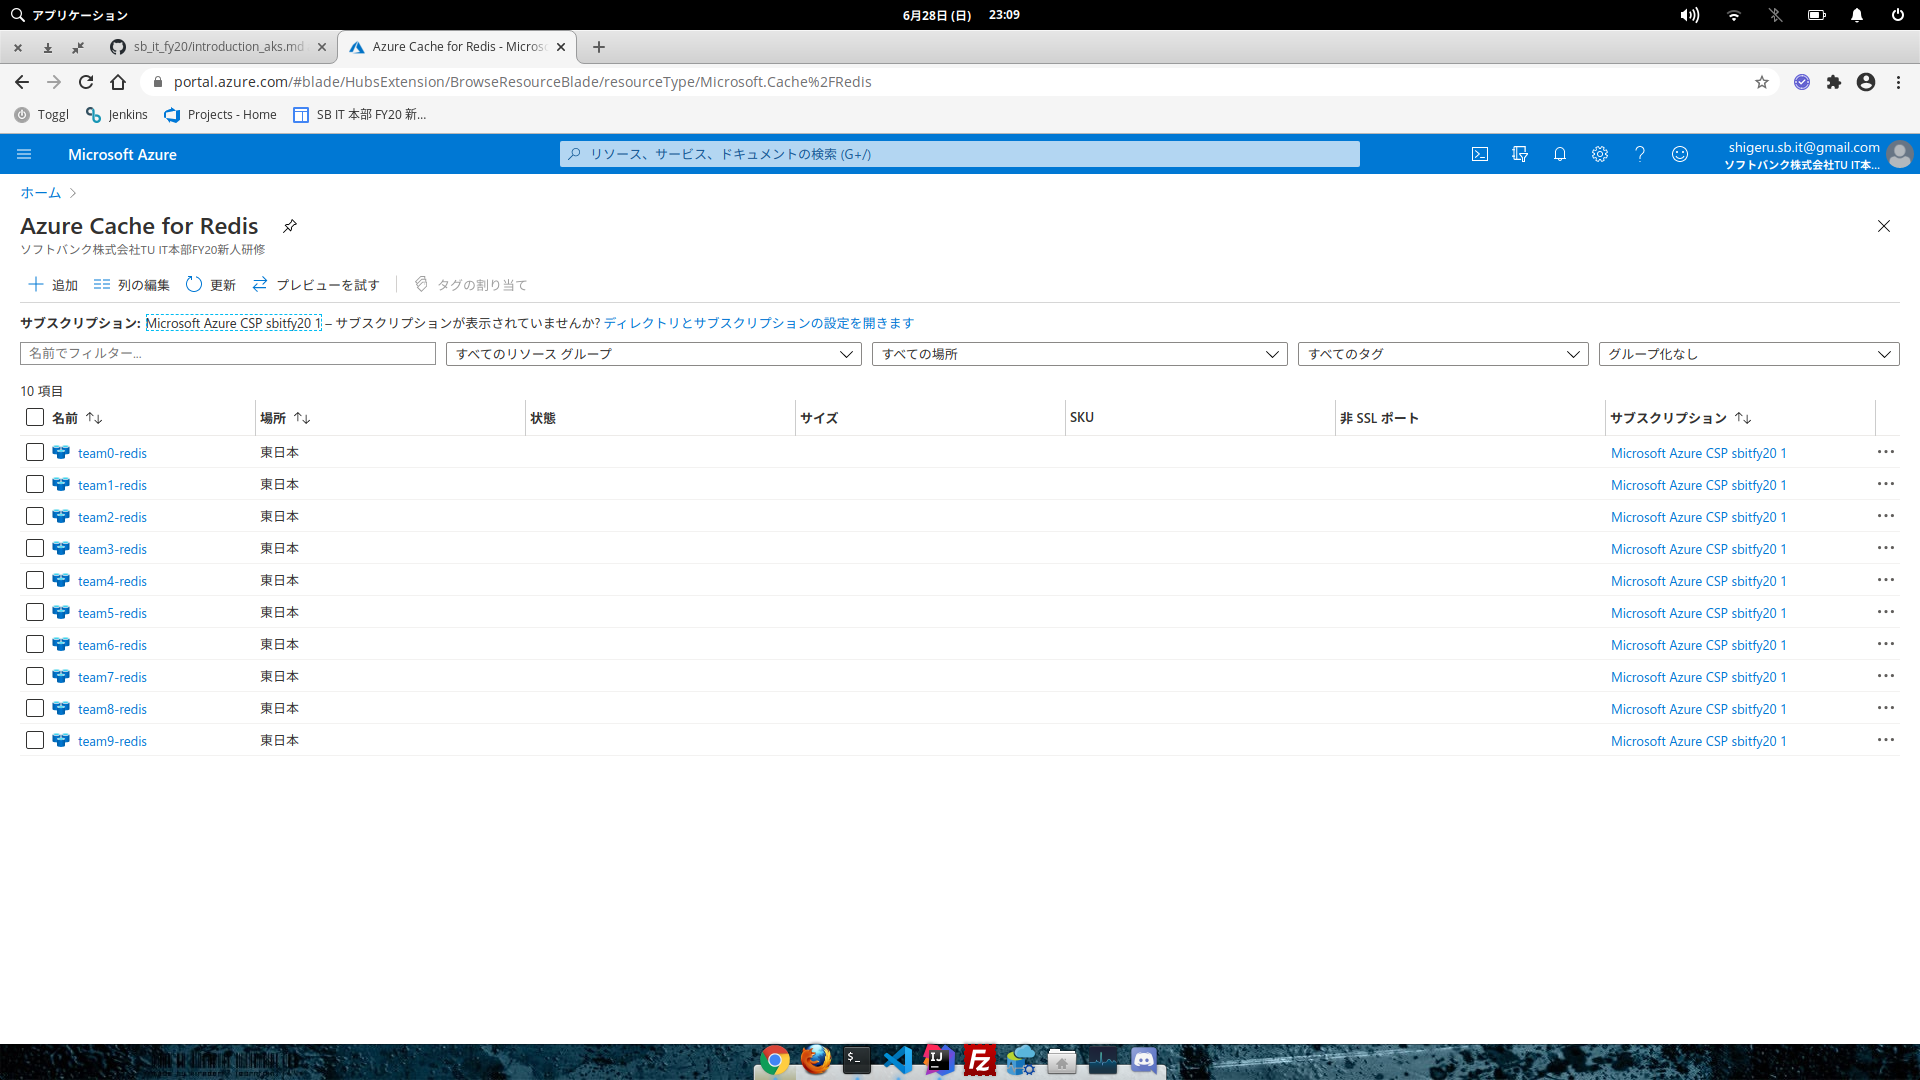 アプリケーション
6月28日 (日) 23:09
sb_it_fy20/introduction_aks.md
Azure Cache for Redis - Micros
portal.azure.com/#blade/HubsExtension/BrowseResourceBlade/resourceType/Microsoft.Cache%2FRedis
Toggl Jenkins Projects - Home SB IT 本部 FY20 新...
Microsoft Azure
リソース、サービス、ドキュメントの検索 (G+/)
shigeru.sb.it@gmail.com
ソフトバンク株式会社TU IT本...
ホーム
Azure Cache for Redis
ソフトバンク株式会社TU IT本部FY20新人研修
追加 列の編集 更新 プレビューを試す タグの割り当て
サブスクリプション: Microsoft Azure CSP sbitfy20 1 – サブスクリプションが表示されていませんか? ディレクトリとサブスクリプションの設定を開きます
名前でフィルター... すべてのリソース グループ すべての場所 すべてのタグ グループ化なし
10 項目
名前 場所 状態 サイズ SKU 非 SSL ポート サブスクリプション
team0-redis 東日本 Microsoft Azure CSP sbitfy20 1
team1-redis 東日本 Microsoft Azure CSP sbitfy20 1
team2-redis 東日本 Microsoft Azure CSP sbitfy20 1
team3-redis 東日本 Microsoft Azure CSP sbitfy20 1
team4-redis 東日本 Microsoft Azure CSP sbitfy20 1
team5-redis 東日本 Microsoft Azure CSP sbitfy20 1
team6-redis 東日本 Microsoft Azure CSP sbitfy20 1
team7-redis 東日本 Microsoft Azure CSP sbitfy20 1
team8-redis 東日本 Microsoft Azure CSP sbitfy20 1
team9-redis 東日本 Microsoft Azure CSP sbitfy20 1